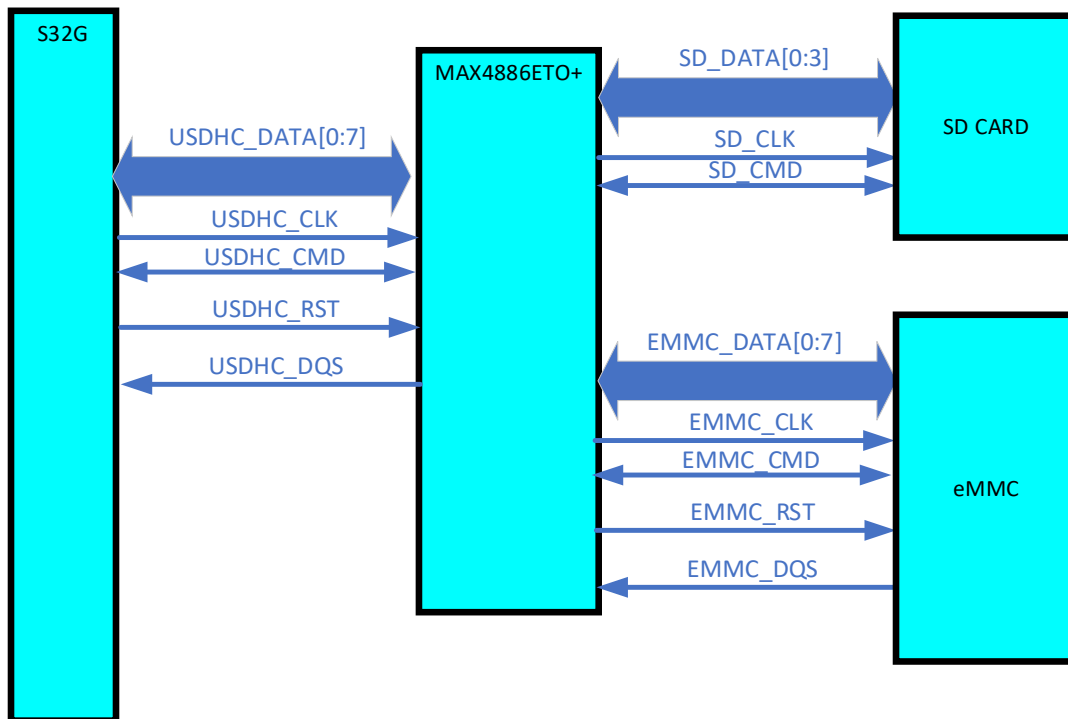 S32G
MAX4886ETO+
SD_DATA[0:3]
SD CARD
SD_CLK
SD_CMD
USDHC_DATA[0:7]
USDHC_CLK
USDHC_CMD
USDHC_RST
USDHC_DQS
EMMC_DATA[0:7]
EMMC_CLK
EMMC_CMD
eMMC
EMMC_RST
EMMC_DQS